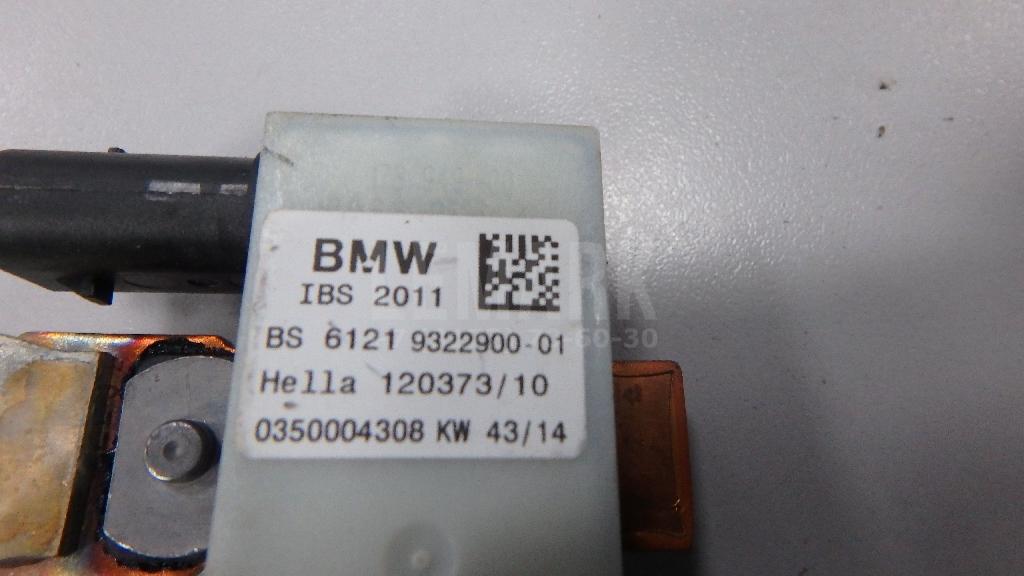 BMW
IBS 2011
BS 6121 9322900-01
Hella 120373/10
0350004308 KW 43/14